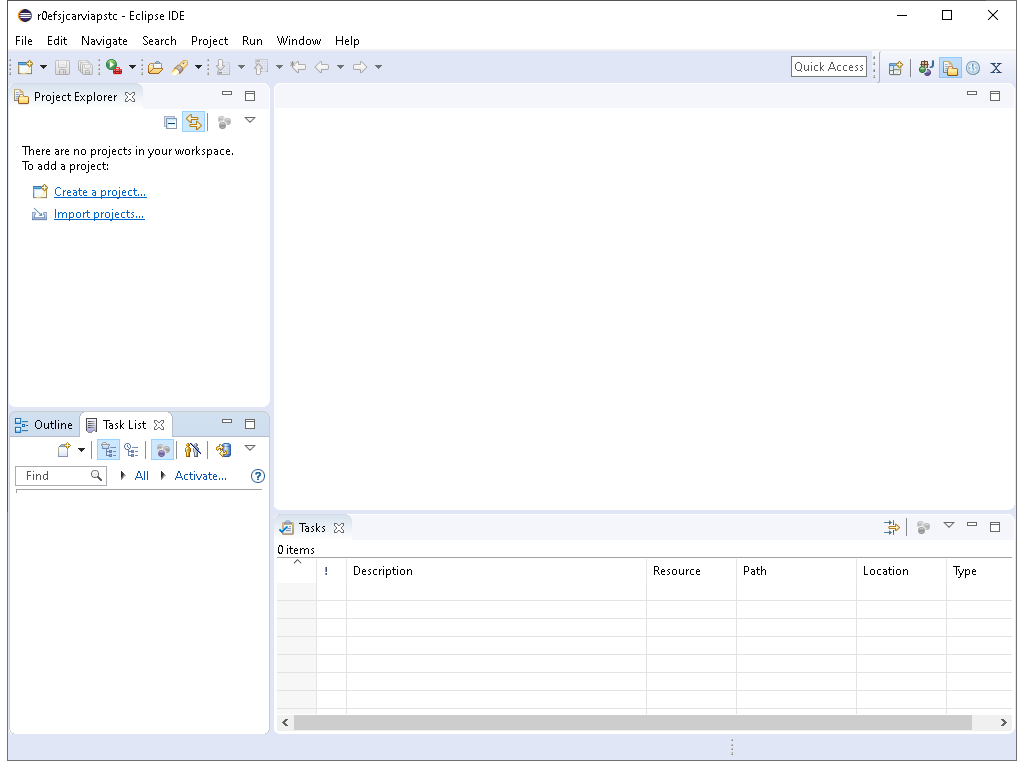 r0efsjcarviapstc - Eclipse IDE
File Edit Navigate Search Project Run Window Help
Quick Access
X
Project Explorer
There are no projects in your workspace.
To add a project:
Create a project...
Import projects...
Outline Task List
Find All Activate... ?
Tasks
0 items
! Description Resource Path Location Type